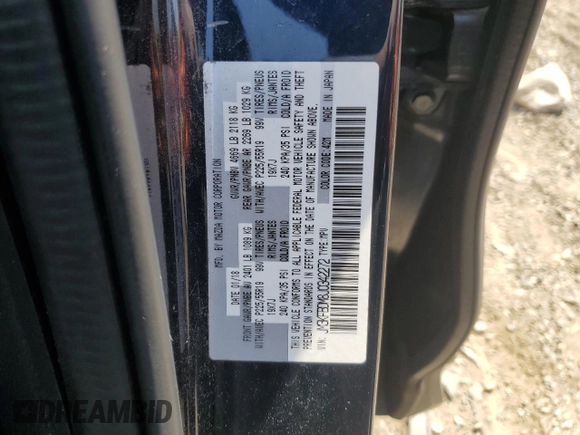 MFD. BY MAZDA MOTOR CORPORATION
DATE 01/18 GVWR/PNBV 4669 LB 2118 KG
FRONT GAWR/PNBE AV 2401 LB 1089 KG REAR GAWR/PNBE AR 2269 LB 1029 KG
WITH/AVEC P225/55R19 99V TIRES/PNEUS WITH/AVEC P225/55R19 99V TIRES/PNEUS
19X7J RIMS/JANTES 19X7J RIMS/JANTES
240 KPA/35 PSI COLD/A FROID 240 KPA/35 PSI COLD/A FROID
THIS VEHICLE CONFORMS TO ALL APPLICABLE FEDERAL MOTOR VEHICLE SAFETY AND THEFT
PREVENTION STANDARDS IN EFFECT ON THE DATE OF MANUFACTURE SHOWN ABOVE.
COLOR CODE: 42M MADE IN JAPAN
VIN: JM3KFBDM6J0342272 TYPE: MPV
DREAMBID